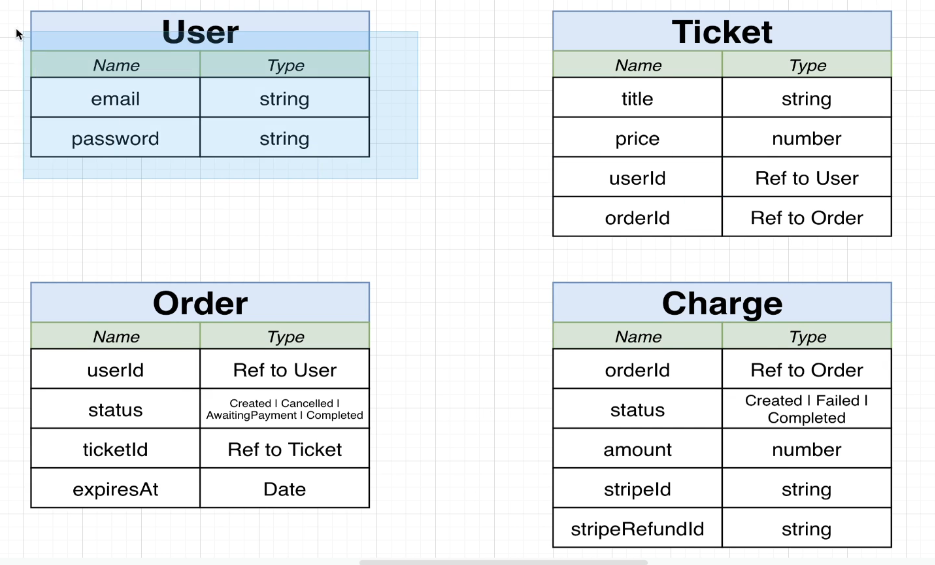 User
Name Type
email string
password string
Ticket
Name Type
title string
price number
userId Ref to User
orderId Ref to Order
Order
Name Type
userId Ref to User
status Created | Cancelled |
AwaitingPayment | Completed
ticketId Ref to Ticket
expiresAt Date
Charge
Name Type
orderId Ref to Order
status Created | Failed |
Completed
amount number
stripeId string
stripeRefundId string